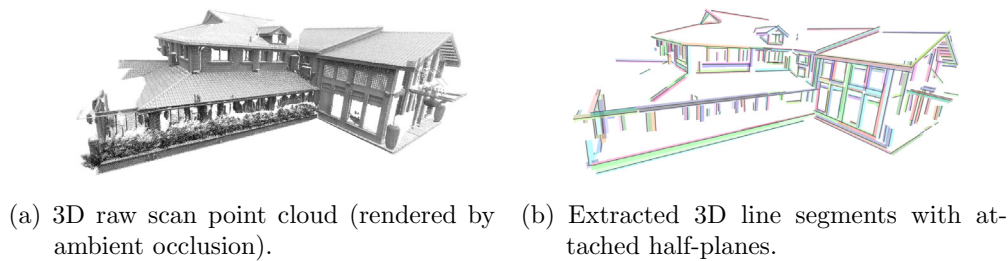 (a) 3D raw scan point cloud (rendered by
ambient occlusion).
(b) Extracted 3D line segments with at-
tached half-planes.